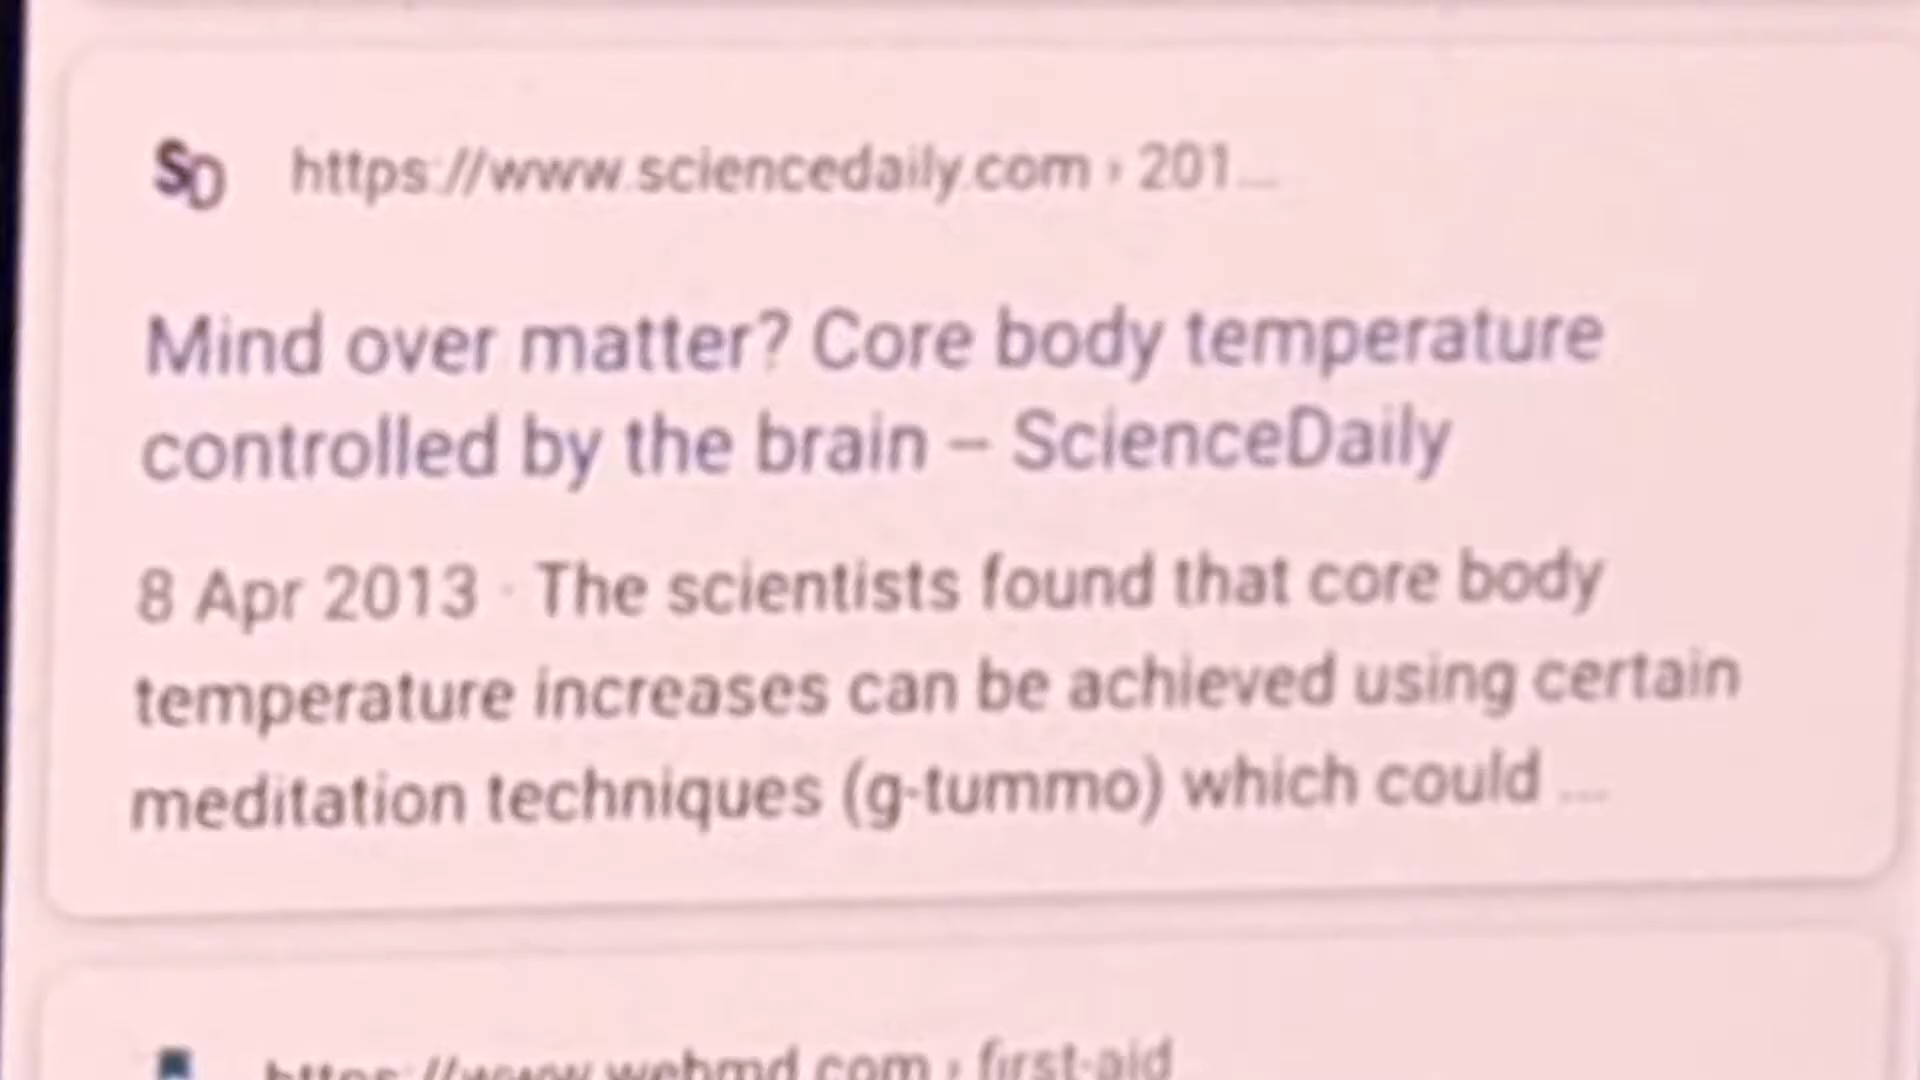 SD https://www.sciencedaily.com › 201...
Mind over matter? Core body temperature
controlled by the brain – ScienceDaily
8 Apr 2013 · The scientists found that core body
temperature increases can be achieved using certain
meditation techniques (g-tummo) which could ...
https://www.webmd.com › first-aid